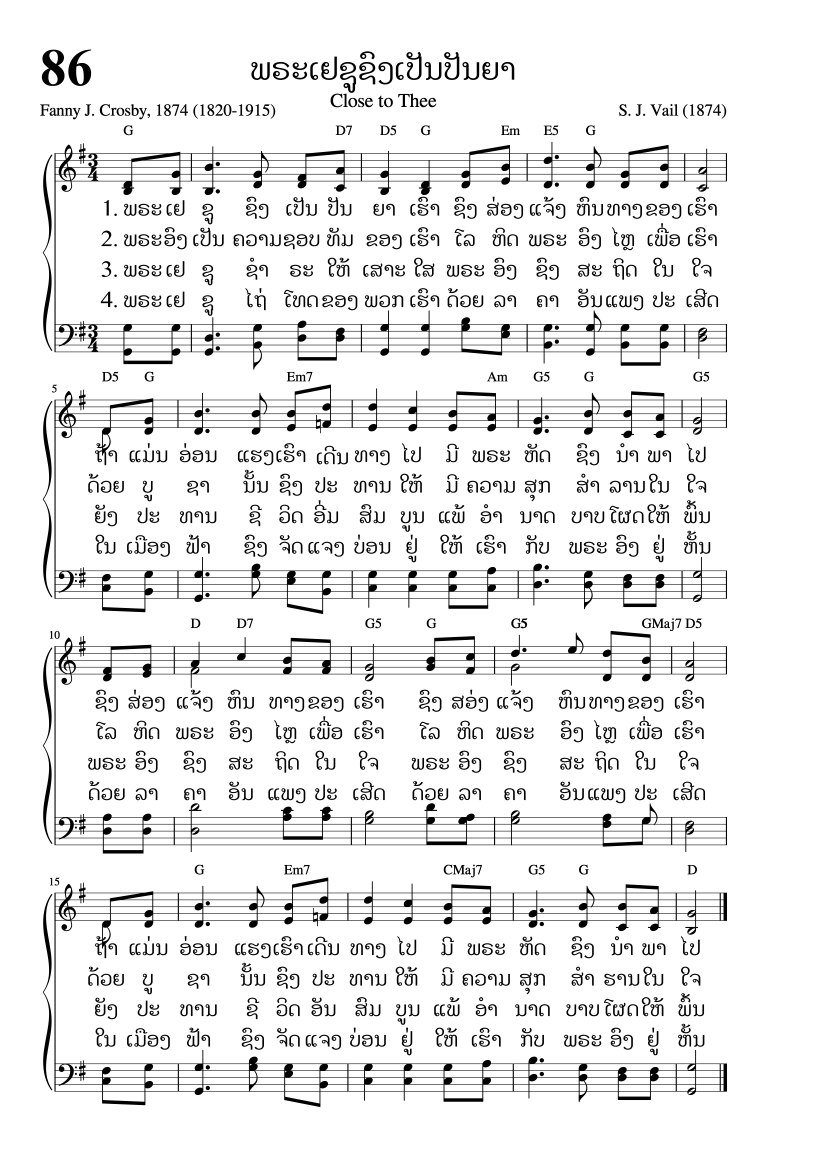 86
ພຣະເຢຊູຊົງເປັນປັນຍາ
Close to Thee
Fanny J. Crosby, 1874 (1820-1915)
S. J. Vail (1874)
G D7 D5 G Em E5 G
3 4
1. ພຣະ ເຢ ຊູ ຊົງ ເປັນ ປັນ ຍາ ເຮົາ ຊົງ ສ່ອງ ແຈ້ງ ຫົນ ທາງ ຂອງ ເຮົາ
2. ພຣະ ອົງ ເປັນ ຄວາມ ຊອບ ທັມ ຂອງ ເຮົາ ໂລ ຫິດ ພຣະ ອົງ ໄຫຼ ເພື່ອ ເຮົາ
3. ພຣະ ເຢ ຊູ ຊຳ ຣະ ໃຫ້ ເສາະ ໃສ ພຣະ ອົງ ຊົງ ສະ ຖິດ ໃນ ໃຈ
4. ພຣະ ເຢ ຊູ ໄຖ່ ໂທດ ຂອງ ພວກ ເຮົາ ດ້ວຍ ລາ ຄາ ອັນ ແພງ ປະ ເສີດ
3 4
D5 G Em7 Am G5 G G5
5
ຖ້າ ແມ່ນ ອ່ອນ ແຮງ ເຮົາ ເດີນ ທາງ ໄປ ມີ ພຣະ ຫັດ ຊົງ ນຳ ພາ ໄປ
ດ້ວຍ ບູ ຊາ ນັ້ນ ຊົງ ປະ ທານ ໃຫ້ ມີ ຄວາມ ສຸກ ສຳ ລານ ໃນ ໃຈ
ຍັງ ປະ ທານ ຊີ ວິດ ອີ່ມ ສົມ ບູນ ແພ້ ອຳ ນາດ ບາບ ໂຜດ ໃຫ້ ພົ້ນ
ໃນ ເມືອງ ຟ້າ ຊົງ ຈັດ ແຈງ ບ່ອນ ຢູ່ ໃຫ້ ເຮົາ ກັບ ພຣະ ອົງ ຢູ່ ຫັ້ນ
D D7 G5 G G5 GMaj7 D5
10
ຊົງ ສ່ອງ ແຈ້ງ ຫົນ ທາງ ຂອງ ເຮົາ ຊົງ ສອ່ງ ແຈ້ງ ຫົນ ທາງ ຂອງ ເຮົາ
ໂລ ຫິດ ພຣະ ອົງ ໄຫຼ ເພື່ອ ເຮົາ ໂລ ຫິດ ພຣະ ອົງ ໄຫຼ ເພື່ອ ເຮົາ
ພຣະ ອົງ ຊົງ ສະ ຖິດ ໃນ ໃຈ ພຣະ ອົງ ຊົງ ສະ ຖິດ ໃນ ໃຈ
ດ້ວຍ ລາ ຄາ ອັນ ແພງ ປະ ເສີດ ດ້ວຍ ລາ ຄາ ອັນ ແພງ ປະ ເສີດ
G Em7 CMaj7 G5 G D
15
ຖ້າ ແມ່ນ ອ່ອນ ແຮງ ເຮົາ ເດີນ ທາງ ໄປ ມີ ພຣະ ຫັດ ຊົງ ນຳ ພາ ໄປ
ດ້ວຍ ບູ ຊາ ນັ້ນ ຊົງ ປະ ທານ ໃຫ້ ມີ ຄວາມ ສຸກ ສຳ ຮານ ໃນ ໃຈ
ຍັງ ປະ ທານ ຊີ ວິດ ອັນ ສົມ ບູນ ແພ້ ອຳ ນາດ ບາບ ໂຜດ ໃຫ້ ພົ້ນ
ໃນ ເມືອງ ຟ້າ ຊົງ ຈັດ ແຈງ ບ່ອນ ຢູ່ ໃຫ້ ເຮົາ ກັບ ພຣະ ອົງ ຢູ່ ຫັ້ນ